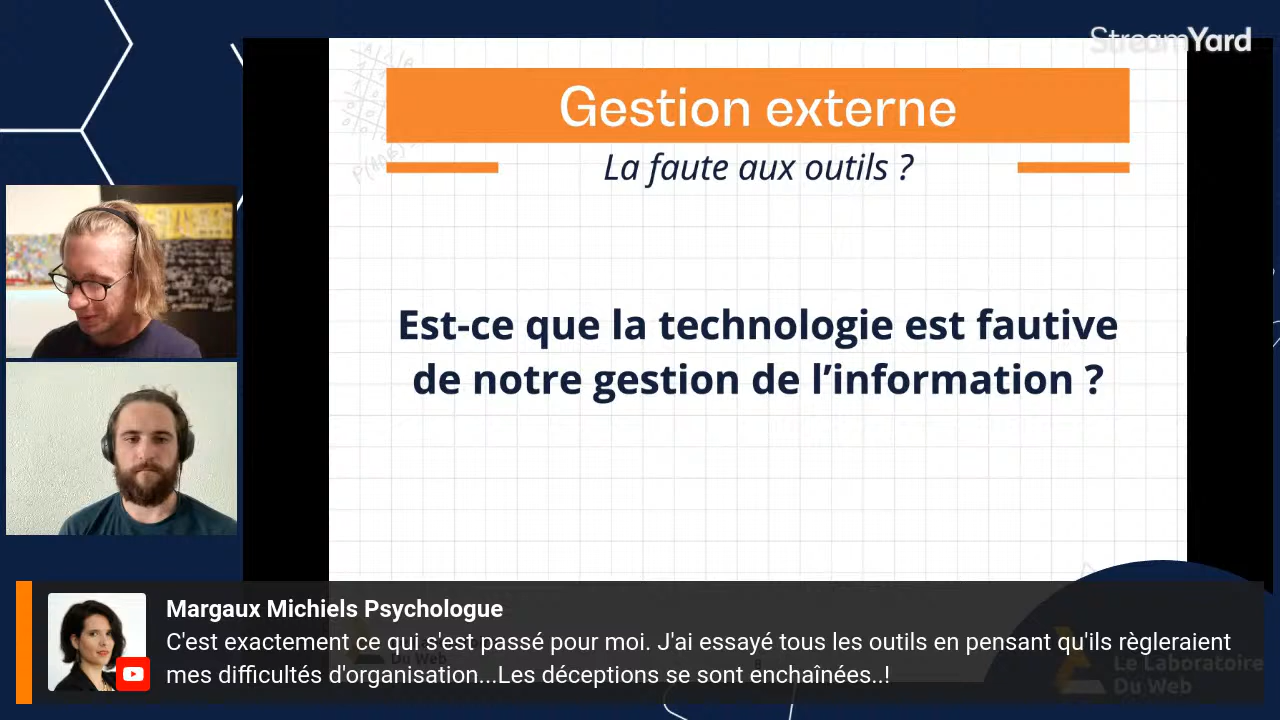 StreamYard
Gestion externe
La faute aux outils ?
Est-ce que la technologie est fautive
de notre gestion de l'information ?
Margaux Michiels Psychologue
C'est exactement ce qui s'est passé pour moi. J'ai essayé tous les outils en pensant qu'ils règleraient
mes difficultés d'organisation...Les déceptions se sont enchaînées..!
Du Web
Le Laboratoire
Du Web